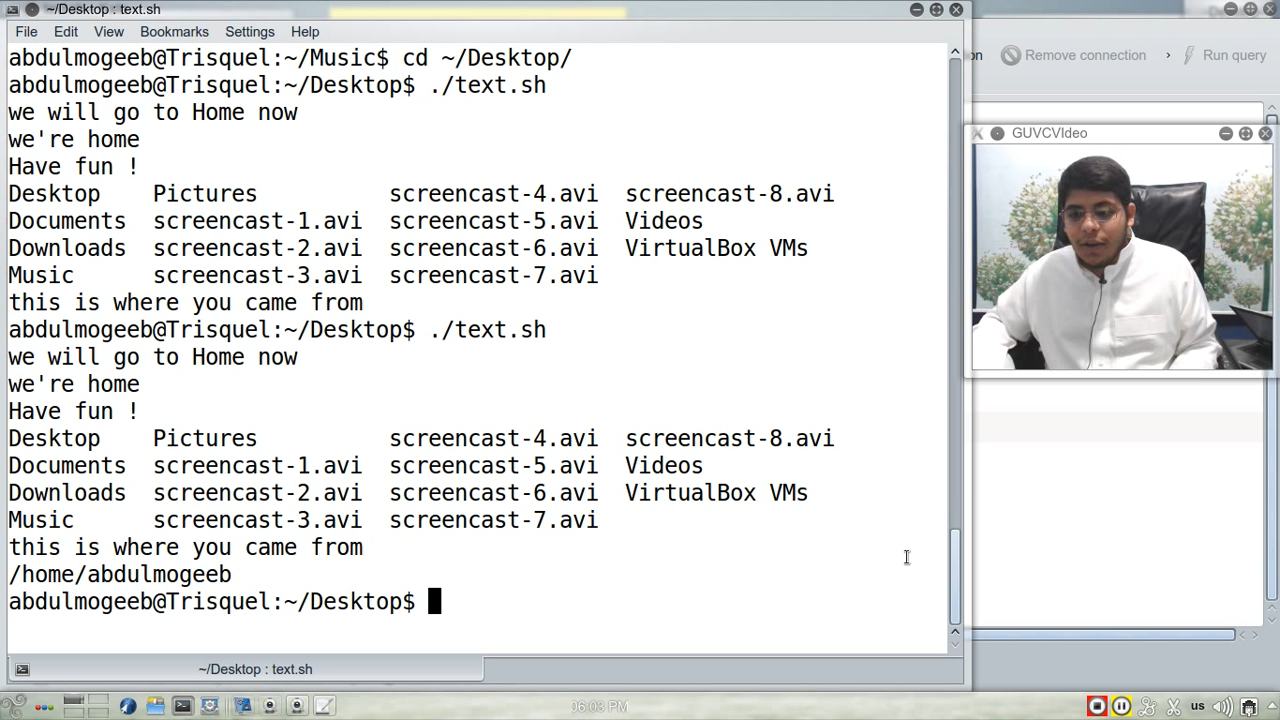 ~/Desktop : text.sh
File Edit View Bookmarks Settings Help
abdulmogeeb@Trisquel:~/Music$ cd ~/Desktop/
abdulmogeeb@Trisquel:~/Desktop$ ./text.sh
we will go to Home now
we're home
Have fun !
Desktop Pictures screencast-4.avi screencast-8.avi
Documents screencast-1.avi screencast-5.avi Videos
Downloads screencast-2.avi screencast-6.avi VirtualBox VMs
Music screencast-3.avi screencast-7.avi
this is where you came from
abdulmogeeb@Trisquel:~/Desktop$ ./text.sh
we will go to Home now
we're home
Have fun !
Desktop Pictures screencast-4.avi screencast-8.avi
Documents screencast-1.avi screencast-5.avi Videos
Downloads screencast-2.avi screencast-6.avi VirtualBox VMs
Music screencast-3.avi screencast-7.avi
this is where you came from
/home/abdulmogeeb
abdulmogeeb@Trisquel:~/Desktop$
~/Desktop : text.sh
on Remove connection Run query
GUVCVIdeo
06:03 PM
us